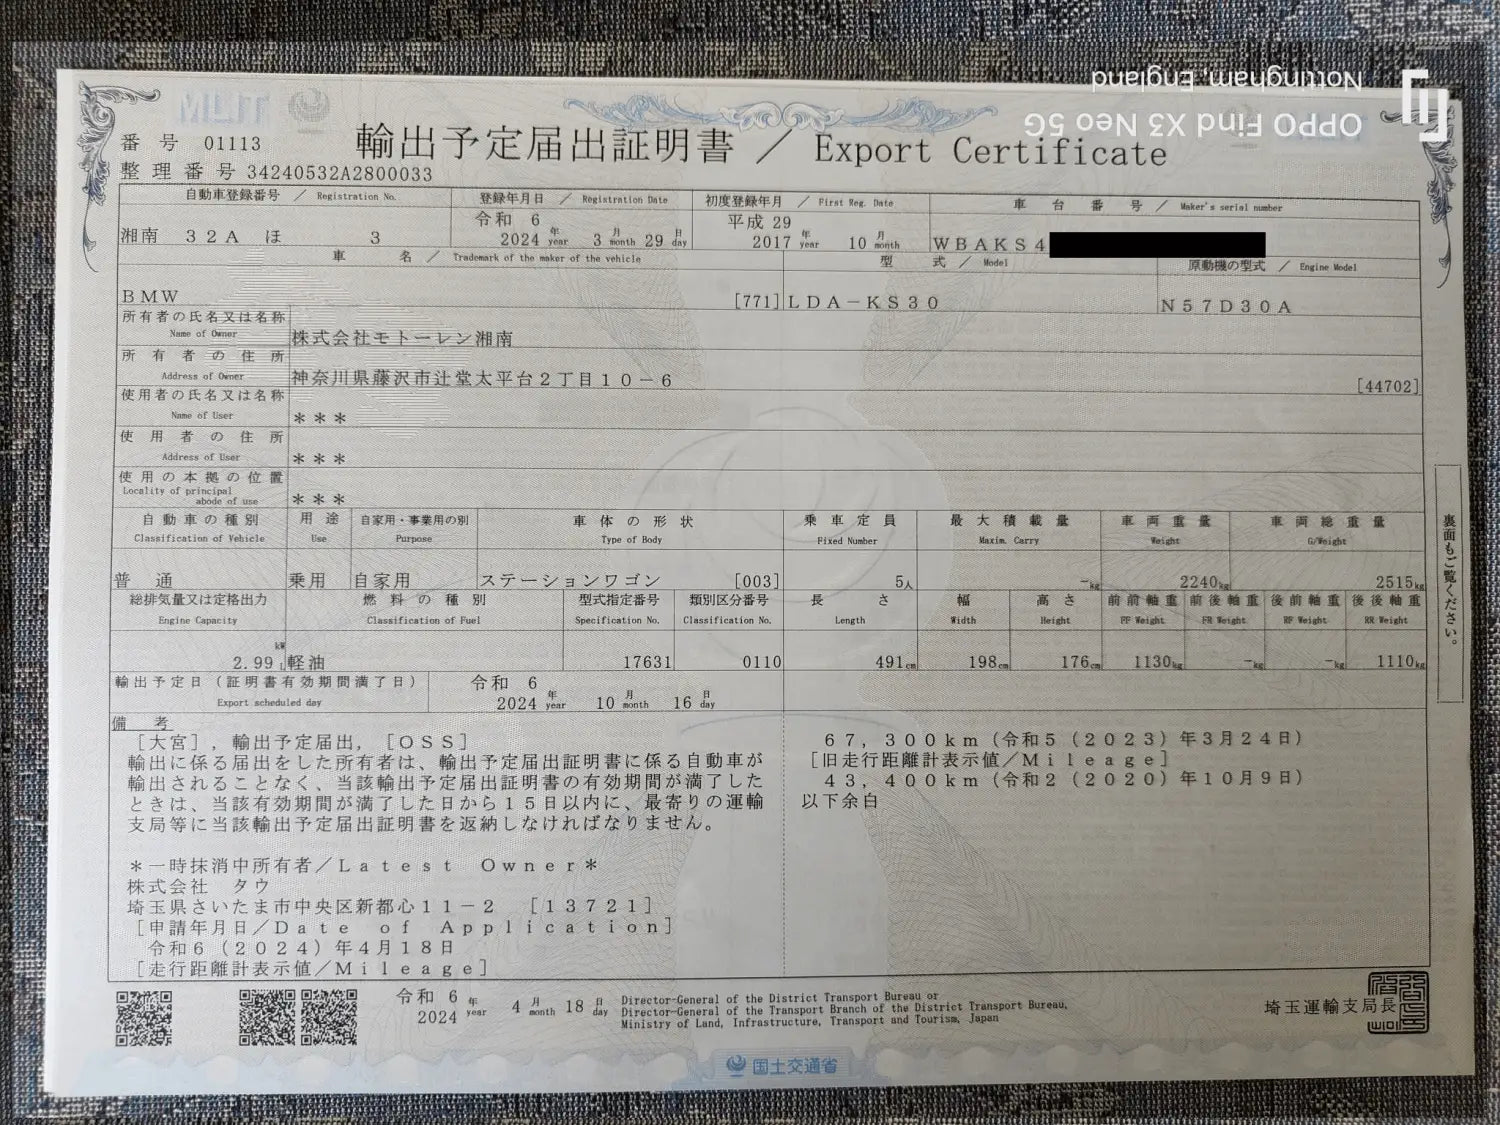 OPPO Find X3 Neo 5G
Nottingham, England
番 号 01113
輸出予定届出証明書 / Export Certificate
整 理 番 号 34240532A2800033
自動車登録番号 / Registration No.
登録年月日 / Registration Date
初度登録年月 / First Reg. Date
車 台 番 号 / Maker's serial number
湘南 32A ほ 3
令和 6
2024 年 year 3 月 month 29 日 day
平成 29
2017 年 year 10 月 month
WBAKS4
車 名 / Trademark of the maker of the vehicle
型 式 / Model
原動機の型式 / Engine Model
BMW [771]
LDA-KS30
N57D30A
所有者の氏名又は名称
Name of Owner
株式会社モトーレン湘南
所 有 者 の 住 所
Address of Owner
神奈川県藤沢市辻堂太平台2丁目10-6 [44702]
使用者の氏名又は名称
Name of User
***
使 用 者 の 住 所
Address of User
***
使 用 の 本 拠 の 位 置
Locality of principal
abode of use
***
自 動 車 の 種 別
Classification of Vehicle
用 途
Use
自家用・事業用の別
Purpose
車 体 の 形 状
Type of Body
乗 車 定 員
Fixed Number
最 大 積 載 量
Maxim. Carry
車 両 重 量
Weight
車 両 総 重 量
G/Weight
普 通
乗用
自家用
ステーションワゴン [003]
5人
-kg
2240kg
2515kg
総排気量又は定格出力
Engine Capacity
燃 料 の 種 別
Classification of Fuel
型式指定番号
Specification No.
類別区分番号
Classification No.
長 さ
Length
幅
Width
高 さ
Height
前 前 軸 重
FF Weight
前 後 軸 重
FR Weight
後 前 軸 重
RF Weight
後 後 軸 重
RR Weight
kW
2.99 L
軽油
17631
0110
491cm
198cm
176cm
1130kg
-kg
-kg
1110kg
輸出予定日(証明書有効期間満了日)
Export scheduled day
令和 6
2024 年 year 10 月 month 16 日 day
備 考
[大宮],輸出予定届出,[OSS]
輸出に係る届出をした所有者は、輸出予定届出証明書に係る自動車が
輸出されることなく、当該輸出予定届出証明書の有効期間が満了した
ときは、当該有効期間が満了した日から15日以内に、最寄りの運輸
支局等に当該輸出予定届出証明書を返納しなければなりません。
*一時抹消中所有者/Latest Owner*
株式会社 タウ
埼玉県さいたま市中央区新都心11-2 [13721]
[申請年月日/Date of Application]
令和6(2024)年4月18日
[走行距離計表示値/Mileage]
67,300km(令和5(2023)年3月24日)
[旧走行距離計表示値/Mileage]
43,400km(令和2(2020)年10月9日)
以下余白
裏面もご覧ください。
令和 6
2024 年 year 4 月 month 18 日 day
Director-General of the District Transport Bureau or
Director-General of the Transport Branch of the District Transport Bureau,
Ministry of Land, Infrastructure, Transport and Tourism, Japan
埼玉運輸支局長
国土交通省